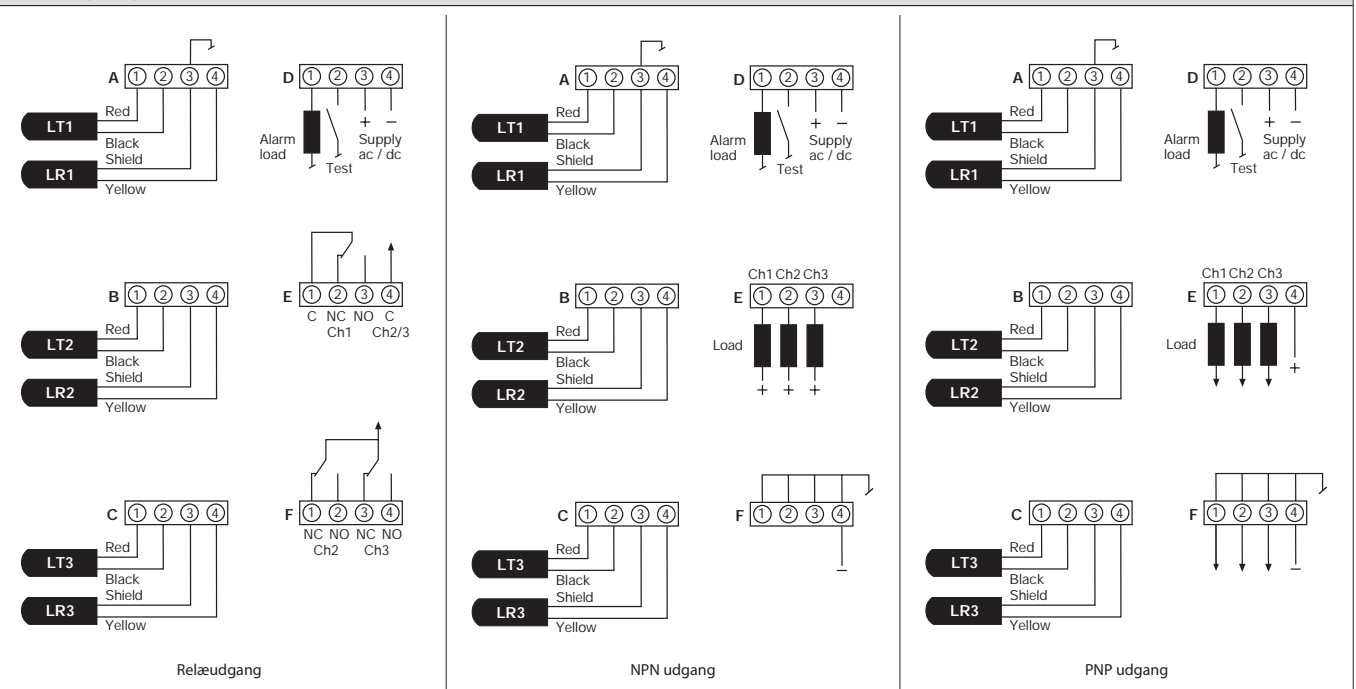 A 1 2 3 4
Red
LT1
Black
Shield
LR1
Yellow
D 1 2 3 4
+ −
Alarm load
Supply ac / dc
Test
B 1 2 3 4
Red
LT2
Black
Shield
LR2
Yellow
E 1 2 3 4
C NC NO C
Ch1 Ch2/3
C 1 2 3 4
Red
LT3
Black
Shield
LR3
Yellow
F 1 2 3 4
NC NO NC NO
Ch2 Ch3
Relæudgang
A 1 2 3 4
Red
LT1
Black
Shield
LR1
Yellow
D 1 2 3 4
+ −
Alarm load
Supply ac / dc
Test
B 1 2 3 4
Red
LT2
Black
Shield
LR2
Yellow
Ch1 Ch2 Ch3
E 1 2 3 4
Load
+ + +
C 1 2 3 4
Red
LT3
Black
Shield
LR3
Yellow
F 1 2 3 4
−
NPN udgang
A 1 2 3 4
Red
LT1
Black
Shield
LR1
Yellow
D 1 2 3 4
+ −
Alarm load
Supply ac / dc
Test
B 1 2 3 4
Red
LT2
Black
Shield
LR2
Yellow
Ch1 Ch2 Ch3
E 1 2 3 4
Load
+
C 1 2 3 4
Red
LT3
Black
Shield
LR3
Yellow
F 1 2 3 4
−
PNP udgang